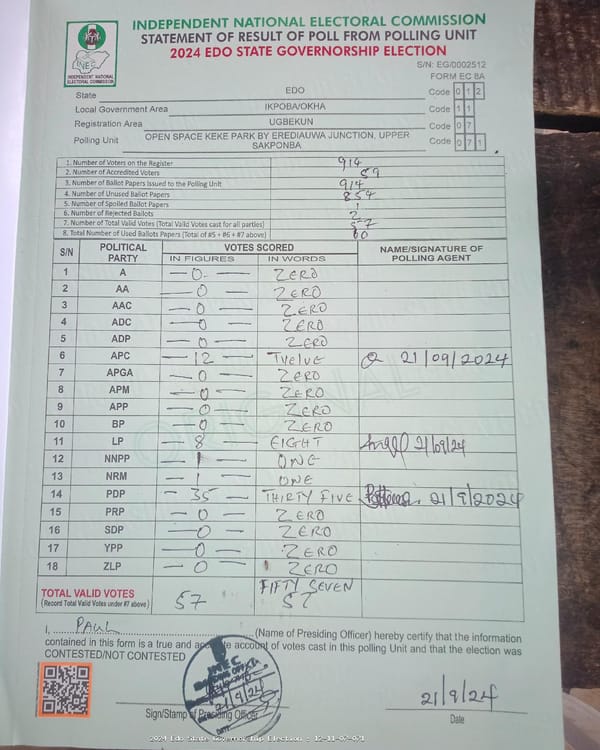 INDEPENDENT NATIONAL ELECTORAL COMMISSION
STATEMENT OF RESULT OF POLL FROM POLLING UNIT
2024 EDO STATE GOVERNORSHIP ELECTION
INEC
INDEPENDENT NATIONAL
ELECTORAL COMMISSION
S/N: EG/0002512
FORM EC 8A
State EDO Code 0 1 2
Local Government Area IKPOBA/OKHA Code 1 1
Registration Area UGBEKUN Code 0 7
Polling Unit OPEN SPACE KEKE PARK BY EREDIAUWA JUNCTION, UPPER SAKPONBA Code 0 7 1
1. Number of Voters on the Register 914
2. Number of Accredited Voters 59
3. Number of Ballot Papers Issued to the Polling Unit 914
4. Number of Unused Ballot Papers 854
5. Number of Spoiled Ballot Papers 1
6. Number of Rejected Ballots 2
7. Number of Total Valid Votes (Total Valid Votes cast for all parties) 57
8. Total Number of Used Ballots Papers (Total of #5 + #6 + #7 above) 60
S/N POLITICAL PARTY VOTES SCORED NAME/SIGNATURE OF POLLING AGENT
IN FIGURES IN WORDS
1 A 0 ZERO
2 AA 0 ZERO
3 AAC 0 ZERO
4 ADC 0 ZERO
5 ADP 0 ZERO
6 APC 12 Twelve 21/09/2024
7 APGA 0 ZERO
8 APM 0 ZERO
9 APP 0 ZERO
10 BP 0 ZERO
11 LP 8 EIGHT 21/09/24
12 NNPP 1 ONE
13 NRM 1 ONE
14 PDP 35 THIRTY FIVE 21/9/2024
15 PRP 0 ZERO
16 SDP 0 ZERO
17 YPP 0 ZERO
18 ZLP 0 ZERO
TOTAL VALID VOTES 57 FIFTY SEVEN
(Record Total Valid Votes under #7 above) 57
I, PAUL (Name of Presiding Officer) hereby certify that the information
contained in this form is a true and accurate account of votes cast in this polling Unit and that the election was
CONTESTED/NOT CONTESTED
INEC
21/9/24
21/9/24
Sign/Stamp of Presiding Officer Date
2024 Edo State Governorship Election : 12-11-07-071